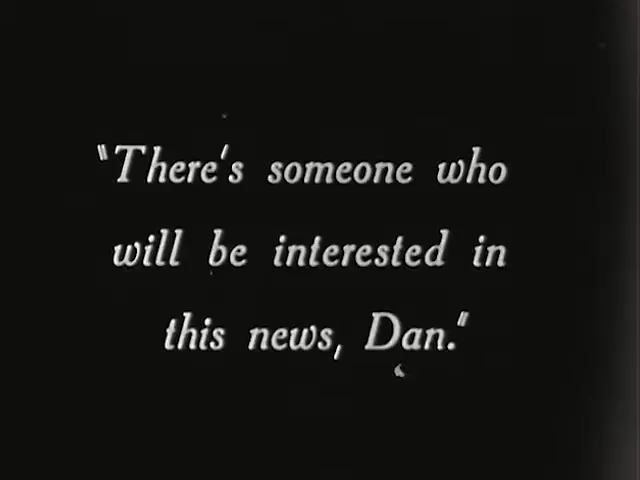 "There's someone who
will be interested in
this news, Dan."